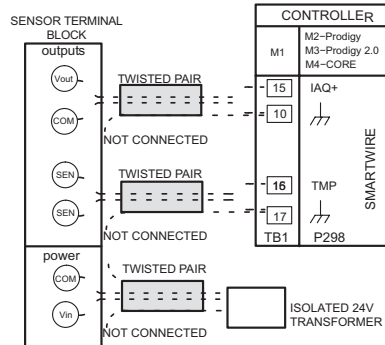 SENSOR TERMINAL
BLOCK
outputs
Vout
COM
SEN
SEN
power
COM
Vin
TWISTED PAIR
NOT CONNECTED
TWISTED PAIR
NOT CONNECTED
TWISTED PAIR
NOT CONNECTED
CONTROLLER
M1
M2-Prodigy
M3-Prodigy 2.0
M4-CORE
15
IAQ+
10
16
TMP
17
TB1
P298
SMARTWIRE
ISOLATED 24V
TRANSFORMER